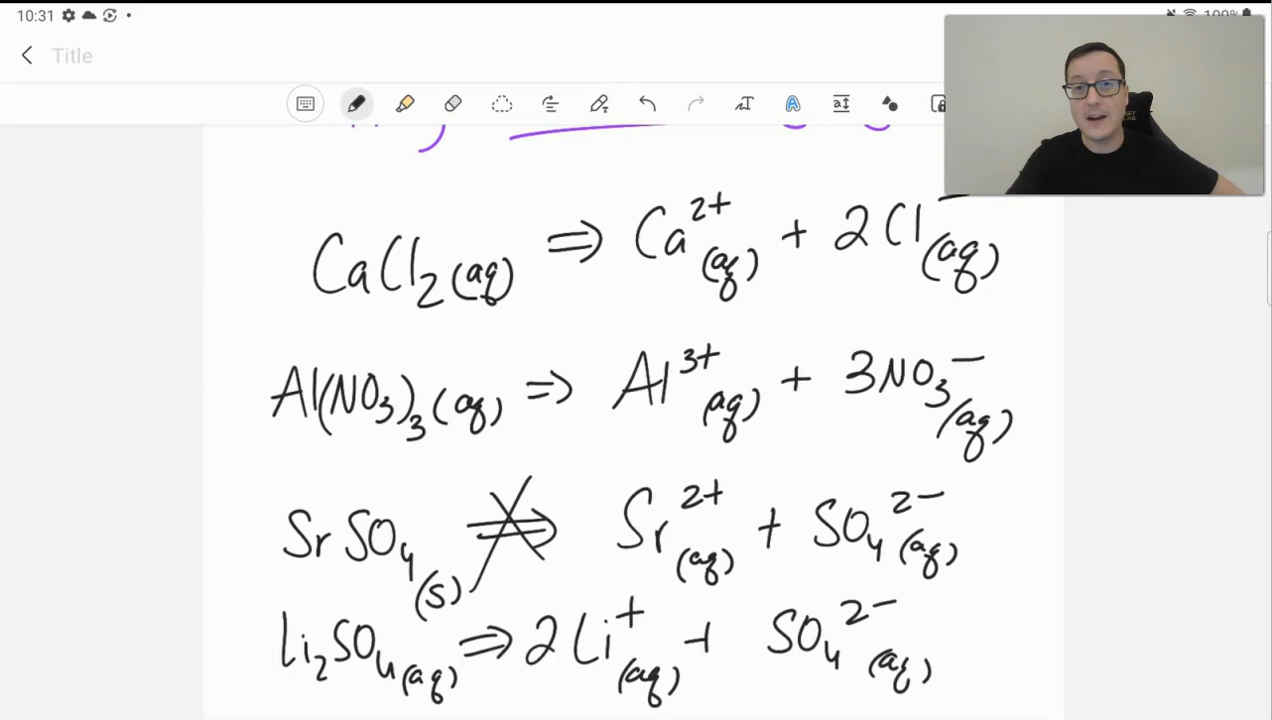 10:31 100%
Title
CaCl₂(aq) ⇒ Ca²⁺(aq) + 2Cl⁻(aq)
Al(NO₃)₃(aq) ⇒ Al³⁺(aq) + 3NO₃⁻(aq)
SrSO₄(s) ⇒ Sr²⁺(aq) + SO₄²⁻(aq)
Li₂SO₄(aq) ⇒ 2Li⁺(aq) + SO₄²⁻(aq)